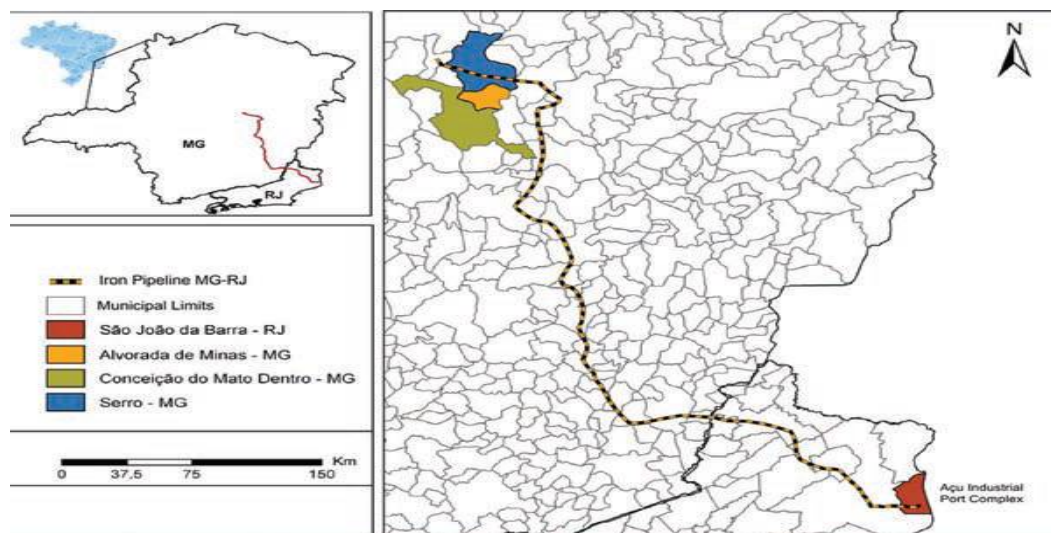 MG
RJ
N
Iron Pipeline MG-RJ
Municipal Limits
São João da Barra - RJ
Alvorada de Minas - MG
Conceição do Mato Dentro - MG
Serro - MG
Km
0 37,5 75 150
Açu Industrial
Port Complex